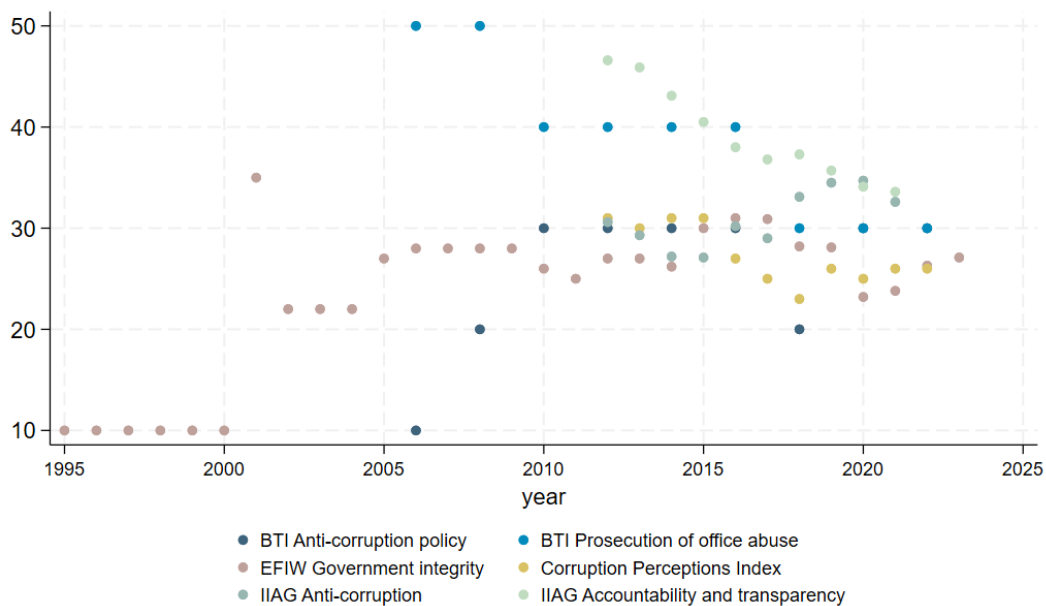 50
40
30
20
10
1995 2000 2005 2010 2015 2020 2025
year
BTI Anti-corruption policy BTI Prosecution of office abuse
EFIW Government integrity Corruption Perceptions Index
IIAG Anti-corruption IIAG Accountability and transparency